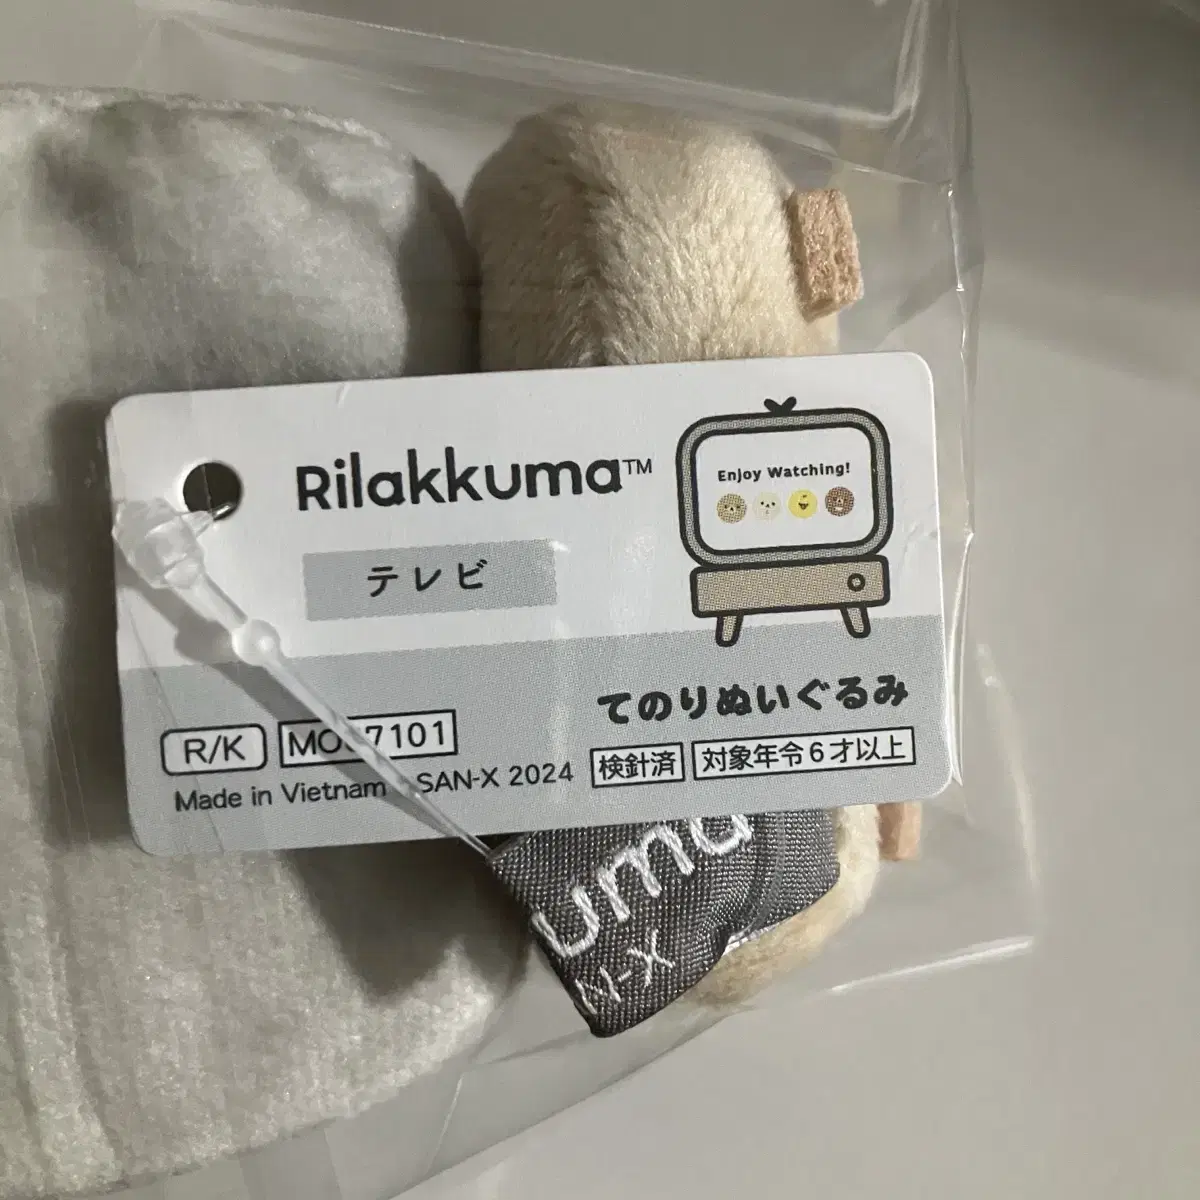 Rilakkuma™
テレビ
Enjoy Watching!
てのりぬいぐるみ
R/K
検針済
対象年令6才以上
Made in Vietnam
SAN-X 2024
uma
N-X